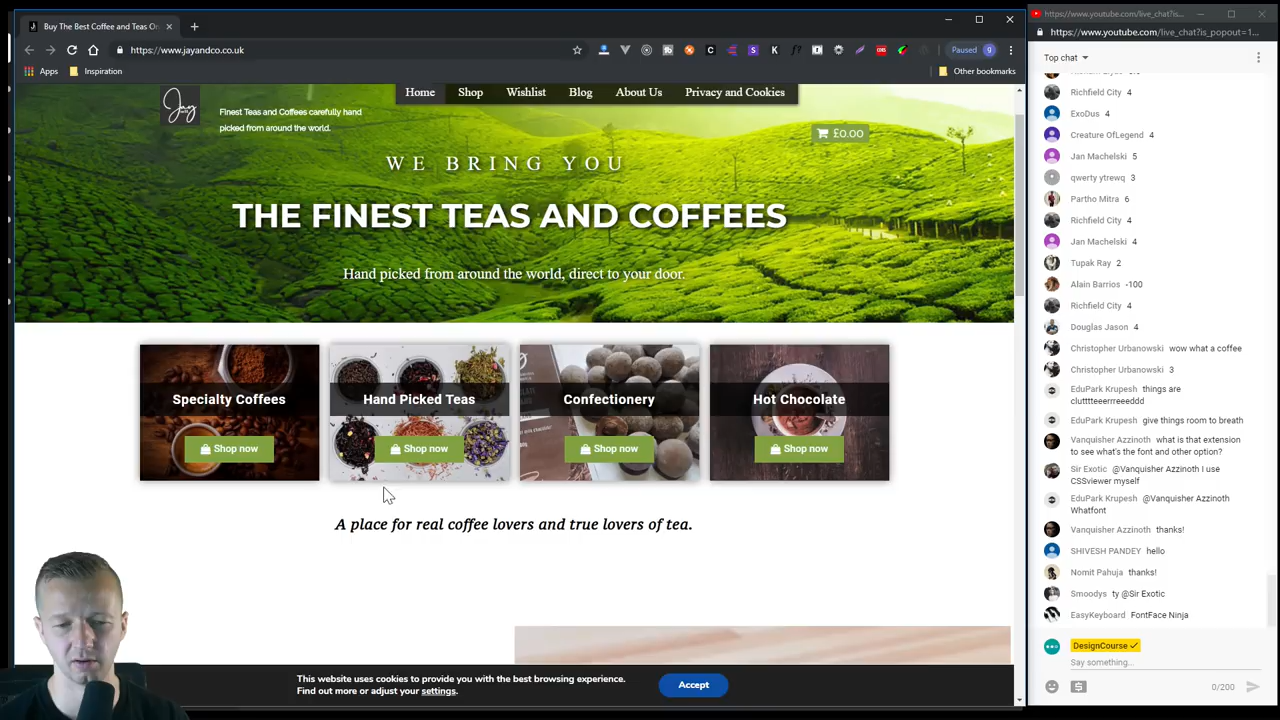 Buy The Best Coffee and Teas On
https://www.jayandco.co.uk
Paused
Apps
Inspiration
Other bookmarks
Jay
Finest Teas and Coffees carefully hand
picked from around the world.
Home
Shop
Wishlist
Blog
About Us
Privacy and Cookies
£0.00
WE BRING YOU
THE FINEST TEAS AND COFFEES
Hand picked from around the world, direct to your door.
Specialty Coffees
Shop now
Hand Picked Teas
Shop now
Confectionery
Shop now
Hot Chocolate
Shop now
A place for real coffee lovers and true lovers of tea.
This website uses cookies to provide you with the best browsing experience.
Find out more or adjust your settings.
Accept
https://www.youtube.com/live_chat?is...
https://www.youtube.com/live_chat?is_popout=1...
Top chat
Richfield City 4
ExoDus 4
Creature OfLegend 4
Jan Machelski 5
qwerty ytrewq 3
Partho Mitra 6
Richfield City 4
Jan Machelski 4
Tupak Ray 2
Alain Barrios -100
Richfield City 4
Douglas Jason 4
Christopher Urbanowski wow what a coffee
Christopher Urbanowski 3
EduPark Krupesh things are
clutttteerrreeeddd
EduPark Krupesh give things room to breath
Vanquisher Azzinoth what is that extension
to see what's the font and other option?
Sir Exotic @Vanquisher Azzinoth I use
CSSviewer myself
EduPark Krupesh @Vanquisher Azzinoth
Whatfont
Vanquisher Azzinoth thanks!
SHIVESH PANDEY hello
Nomit Pahuja thanks!
Smoodys ty @Sir Exotic
EasyKeyboard FontFace Ninja
DesignCourse
Say something...
0/200